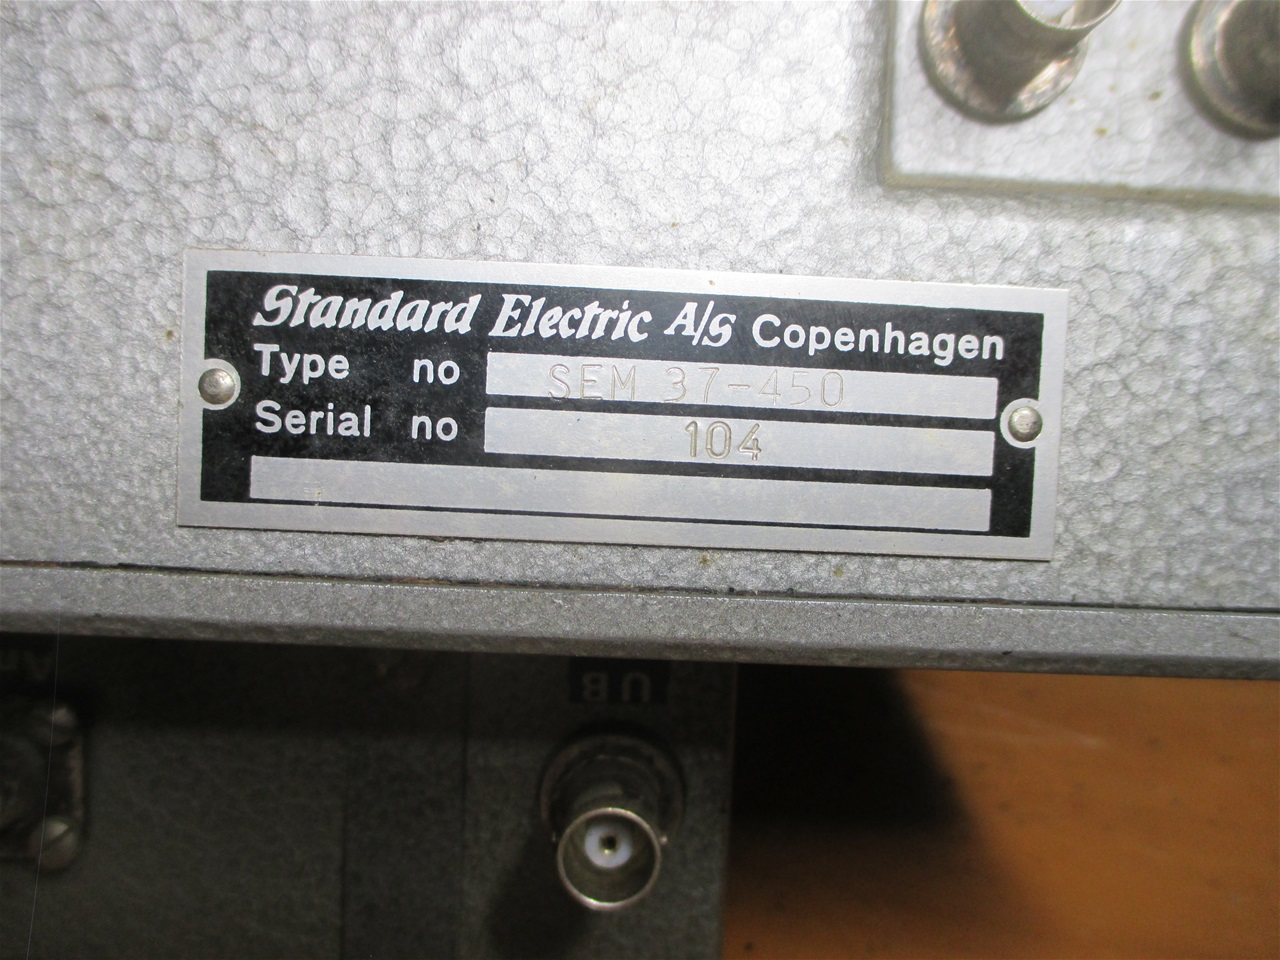 Standard Electric A/S Copenhagen
Type no SEM 37-450
Serial no 104
UB